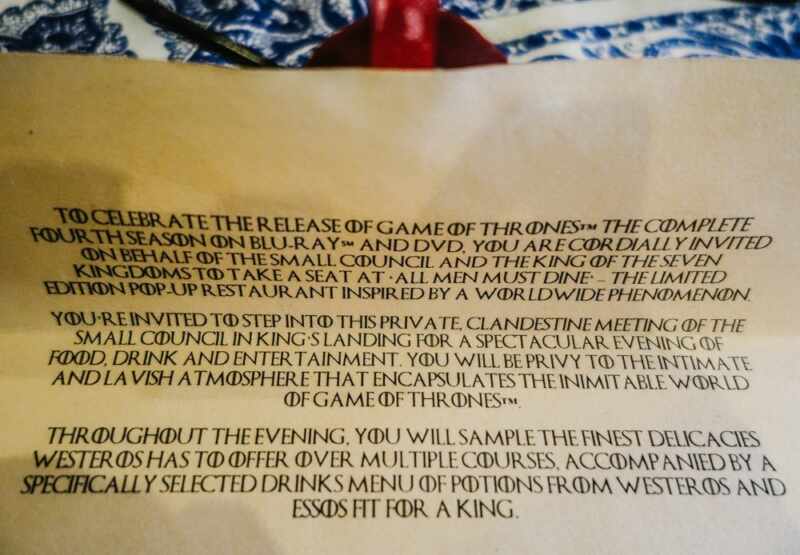 TO CELEBRATE THE RELEASE OF GAME OF THRONES™ THE COMPLETE
FOURTH SEASON ON BLU-RAY℠ AND DVD, YOU ARE CORDIALLY INVITED
ON BEHALF OF THE SMALL COUNCIL AND THE KING OF THE SEVEN
KINGDOMS TO TAKE A SEAT AT 'ALL MEN MUST DINE' – THE LIMITED
EDITION POP-UP RESTAURANT INSPIRED BY A WORLDWIDE PHENOMENON.
YOU'RE INVITED TO STEP INTO THIS PRIVATE, CLANDESTINE MEETING OF THE
SMALL COUNCIL IN KING'S LANDING FOR A SPECTACULAR EVENING OF
FOOD, DRINK AND ENTERTAINMENT. YOU WILL BE PRIVY TO THE INTIMATE
AND LAVISH ATMOSPHERE THAT ENCAPSULATES THE INIMITABLE WORLD
OF GAME OF THRONES™.
THROUGHOUT THE EVENING, YOU WILL SAMPLE THE FINEST DELICACIES
WESTEROS HAS TO OFFER OVER MULTIPLE COURSES, ACCOMPANIED BY A
SPECIFICALLY SELECTED DRINKS MENU OF POTIONS FROM WESTEROS AND
ESSOS FIT FOR A KING.